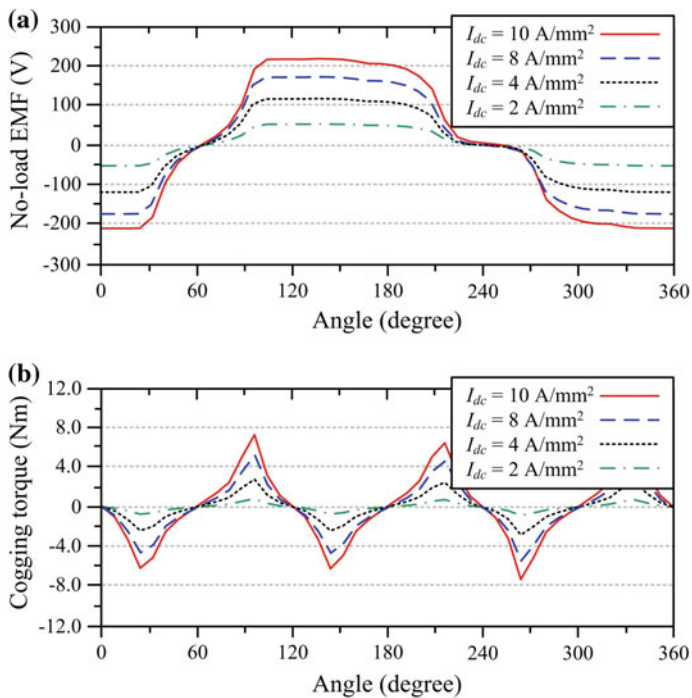 (a)
No-load EMF (V)
300
200
100
0
-100
-200
-300
I_dc = 10 A/mm²
I_dc = 8 A/mm²
I_dc = 4 A/mm²
I_dc = 2 A/mm²
0 60 120 180 240 300 360
Angle (degree)
(b)
Cogging torque (Nm)
12.0
8.0
4.0
0
-4.0
-8.0
-12.0
I_dc = 10 A/mm²
I_dc = 8 A/mm²
I_dc = 4 A/mm²
I_dc = 2 A/mm²
0 60 120 180 240 300 360
Angle (degree)